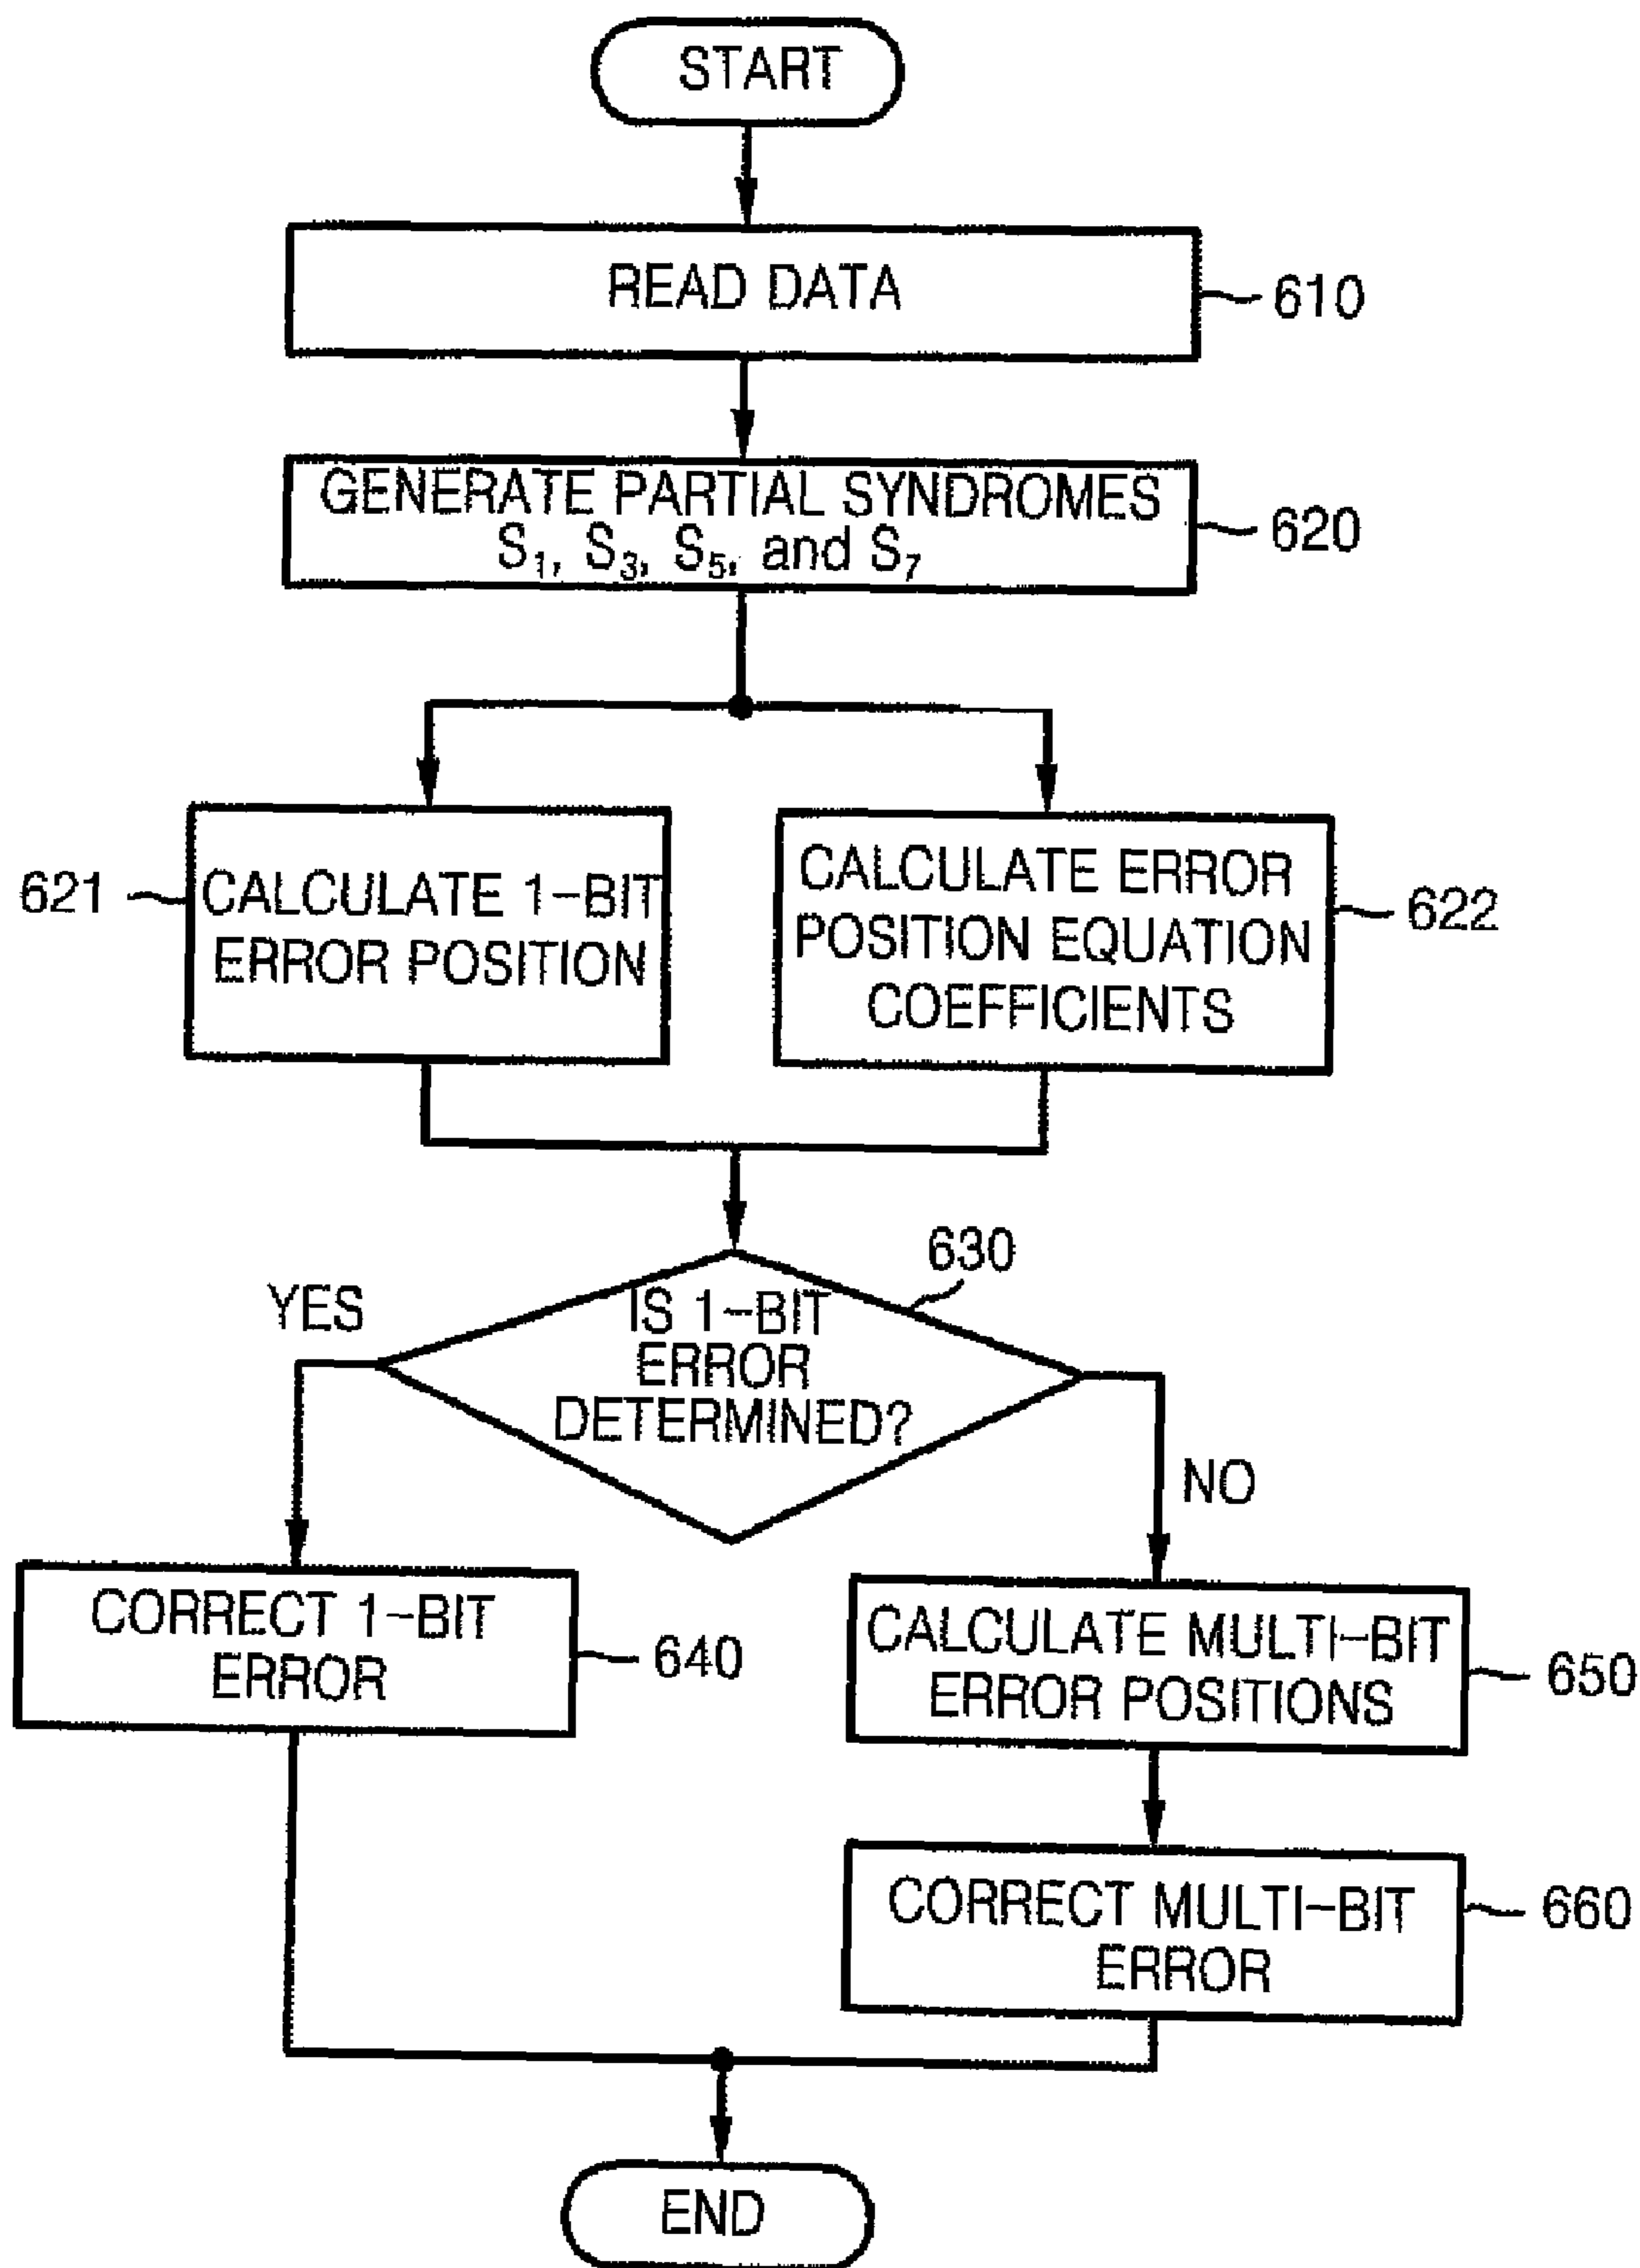 START
READ DATA
610
GENERATE PARTIAL SYNDROMES
S₁, S₃, S₅, and S₇
620
621
CALCULATE 1-BIT
ERROR POSITION
CALCULATE ERROR
POSITION EQUATION
COEFFICIENTS
622
630
YES
IS 1-BIT
ERROR
DETERMINED?
NO
CORRECT 1-BIT
ERROR
640
CALCULATE MULTI-BIT
ERROR POSITIONS
650
CORRECT MULTI-BIT
ERROR
660
END